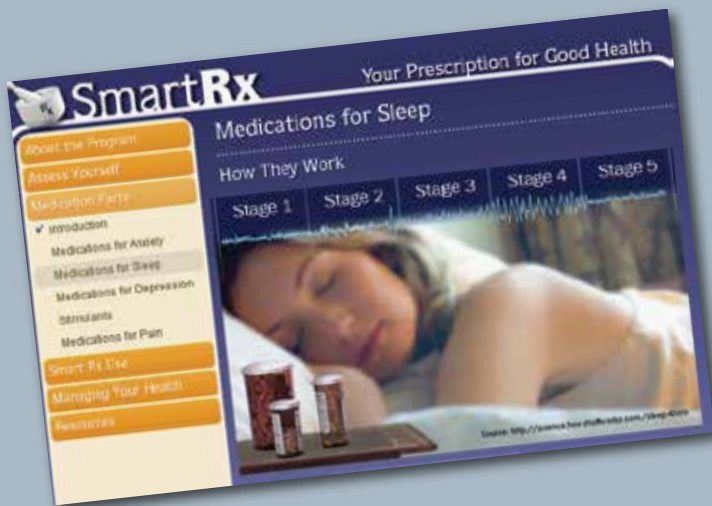 SmartRx
Your Prescription for Good Health
About the Program
Assess Yourself
Medication Facts
Introduction
Medications for Anxiety
Medications for Sleep
Medications for Depression
Stimulants
Medications for Pain
Smart Rx Use
Managing Your Health
Resources
Medications for Sleep
How They Work
Stage 1 Stage 2 Stage 3 Stage 4 Stage 5